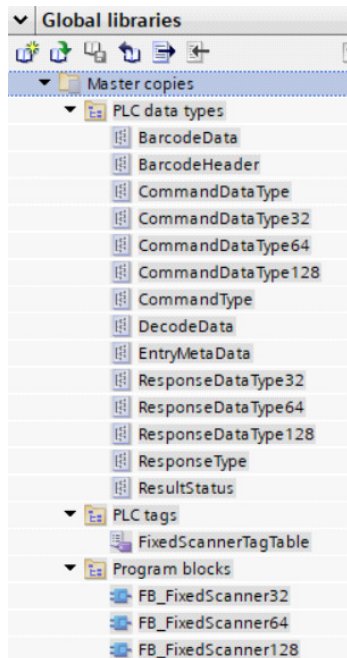 Global libraries
Master copies
PLC data types
BarcodeData
BarcodeHeader
CommandDataType
CommandDataType32
CommandDataType64
CommandDataType128
CommandType
DecodeData
EntryMetaData
ResponseDataType32
ResponseDataType64
ResponseDataType128
ResponseType
ResultStatus
PLC tags
FixedScannerTagTable
Program blocks
FB_FixedScanner32
FB_FixedScanner64
FB_FixedScanner128